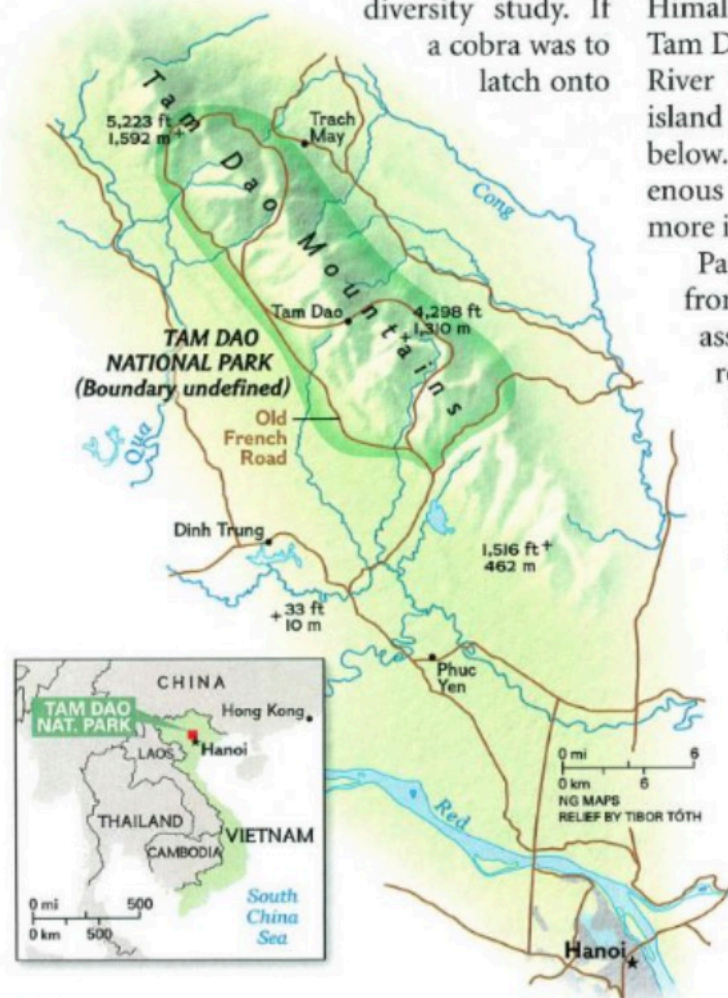 diversity study. If
a cobra was to
latch onto
Himal
Tam D
River
island
below.
enous
more i
Pa
from
ass
re
Tam Dao Mountains
5,223 ft
1,592 m
Trach
May
Cong
Tam Dao
4,298 ft
1,310 m
TAM DAO
NATIONAL PARK
(Boundary undefined)
Old
French
Road
Qua
Dinh Trung
1,516 ft
462 m
33 ft
10 m
Phuc
Yen
CHINA
TAM DAO
NAT. PARK
Hong Kong
Hanoi
LAOS
THAILAND
VIETNAM
CAMBODIA
0 mi 500
0 km 500
South
China
Sea
0 mi 6
0 km 6
NG MAPS
RELIEF BY TIBOR TÓTH
Red
Hanoi